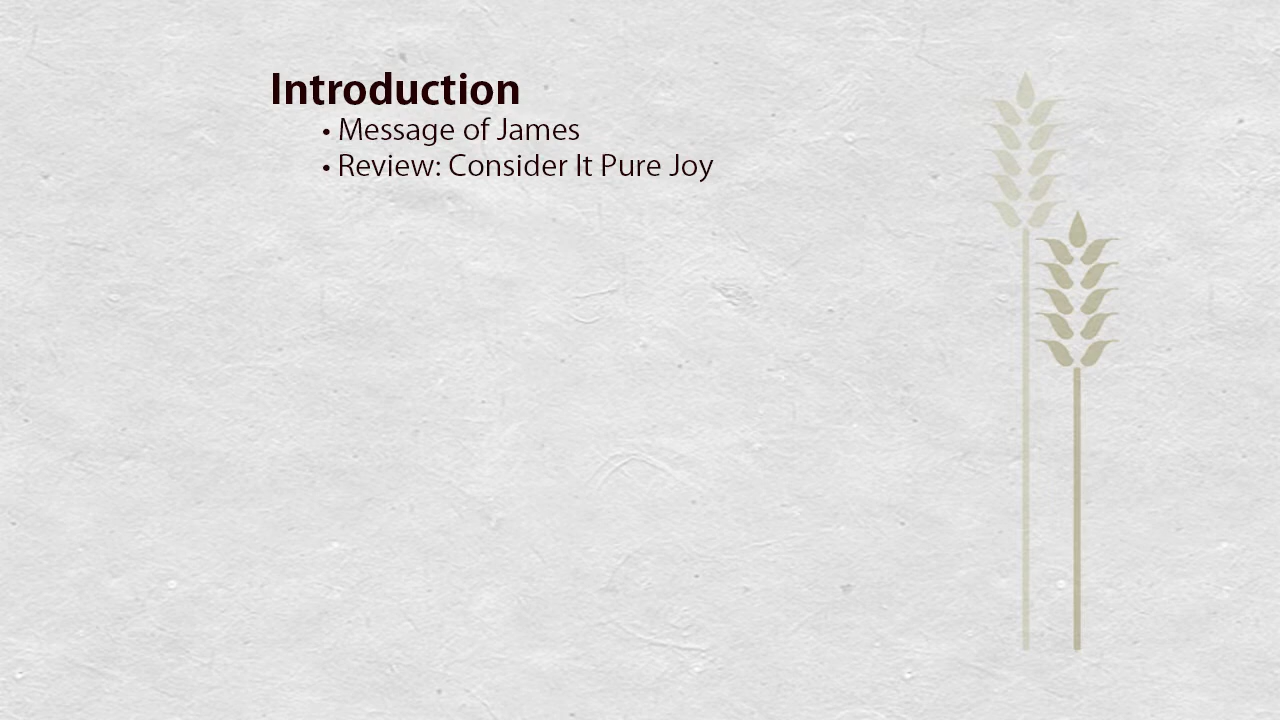 Introduction
• Message of James
• Review: Consider It Pure Joy